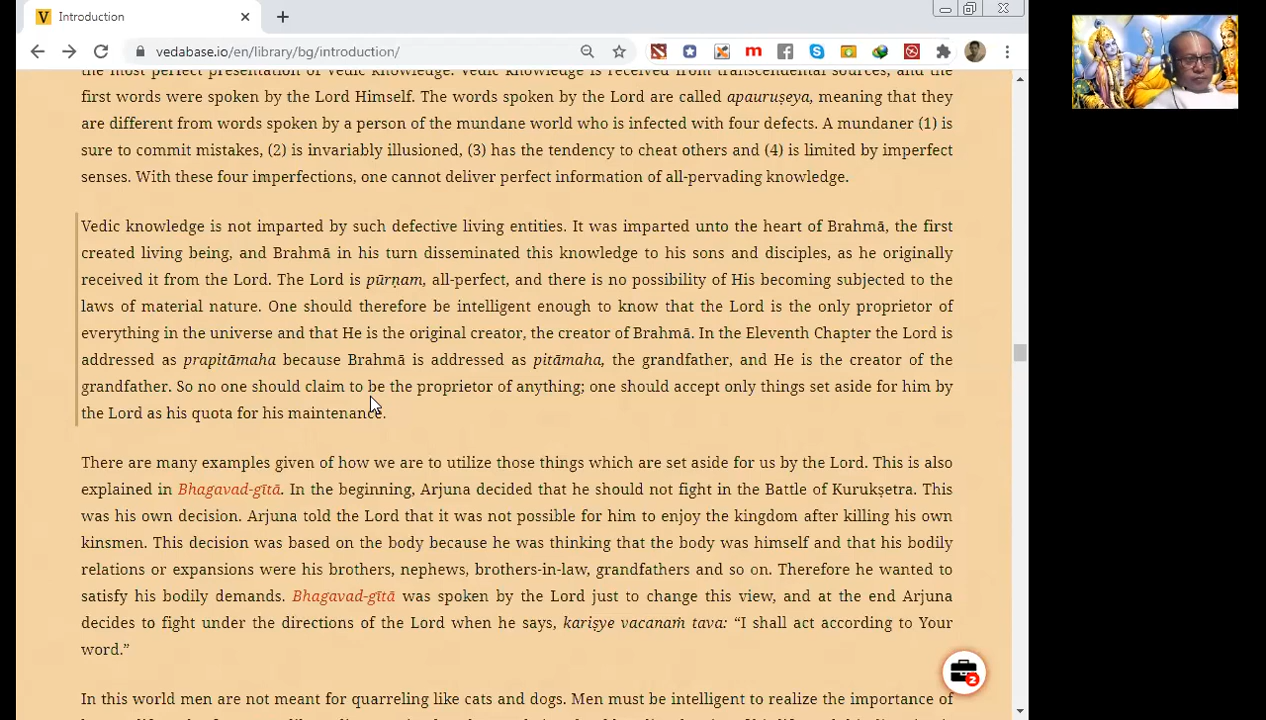 Introduction
vedabase.io/en/library/bg/introduction/
the most perfect presentation of Vedic knowledge. Vedic knowledge is received from transcendental sources, and the
first words were spoken by the Lord Himself. The words spoken by the Lord are called apauruṣeya, meaning that they
are different from words spoken by a person of the mundane world who is infected with four defects. A mundaner (1) is
sure to commit mistakes, (2) is invariably illusioned, (3) has the tendency to cheat others and (4) is limited by imperfect
senses. With these four imperfections, one cannot deliver perfect information of all-pervading knowledge.
Vedic knowledge is not imparted by such defective living entities. It was imparted unto the heart of Brahmā, the first
created living being, and Brahmā in his turn disseminated this knowledge to his sons and disciples, as he originally
received it from the Lord. The Lord is pūrṇam, all-perfect, and there is no possibility of His becoming subjected to the
laws of material nature. One should therefore be intelligent enough to know that the Lord is the only proprietor of
everything in the universe and that He is the original creator, the creator of Brahmā. In the Eleventh Chapter the Lord is
addressed as prapitāmaha because Brahmā is addressed as pitāmaha, the grandfather, and He is the creator of the
grandfather. So no one should claim to be the proprietor of anything; one should accept only things set aside for him by
the Lord as his quota for his maintenance.
There are many examples given of how we are to utilize those things which are set aside for us by the Lord. This is also
explained in Bhagavad-gītā. In the beginning, Arjuna decided that he should not fight in the Battle of Kurukṣetra. This
was his own decision. Arjuna told the Lord that it was not possible for him to enjoy the kingdom after killing his own
kinsmen. This decision was based on the body because he was thinking that the body was himself and that his bodily
relations or expansions were his brothers, nephews, brothers-in-law, grandfathers and so on. Therefore he wanted to
satisfy his bodily demands. Bhagavad-gītā was spoken by the Lord just to change this view, and at the end Arjuna
decides to fight under the directions of the Lord when he says, kariṣye vacanaṁ tava: “I shall act according to Your
word.”
2
In this world men are not meant for quarreling like cats and dogs. Men must be intelligent to realize the importance of